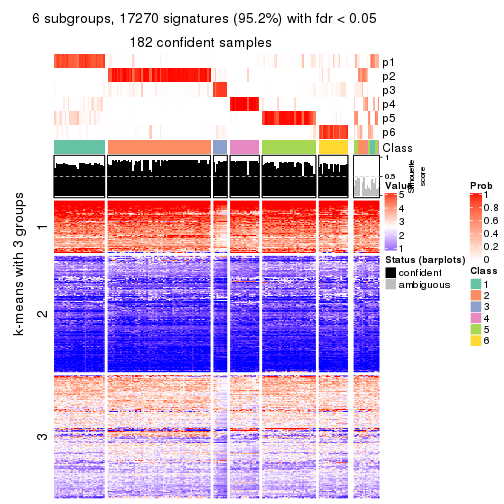 6 subgroups, 17270 signatures (95.2%) with fdr < 0.05
182 confident samples
p1
p2
p3
p4
p5
p6
Class
1
0.5
0
Silhouette
score
k-means with 3 groups
1
2
3
Value
5
4
3
2
1
Status (barplots)
confident
ambiguous
Prob
1
0.8
0.6
0.4
0.2
0
Class
1
2
3
4
5
6